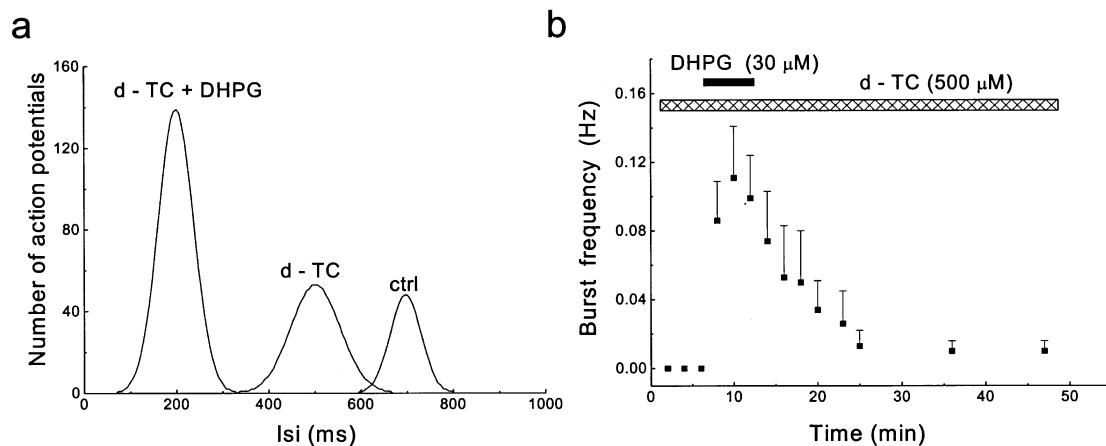 a
160
120
80
40
0
Number of action potentials
d - TC + DHPG
d - TC
ctrl
0 200 400 600 800 1000
Isi (ms)
b
DHPG (30 μM)
d - TC (500 μM)
0.16
0.12
0.08
0.04
0.00
Burst frequency (Hz)
0 10 20 30 40 50
Time (min)